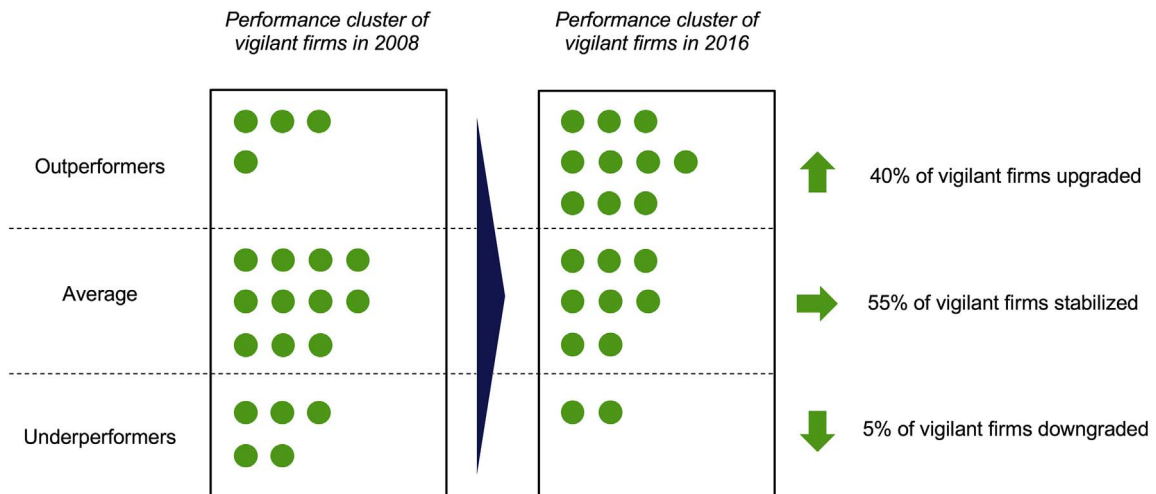 Performance cluster of
vigilant firms in 2008
Performance cluster of
vigilant firms in 2016
Outperformers
40% of vigilant firms upgraded
Average
55% of vigilant firms stabilized
Underperformers
5% of vigilant firms downgraded